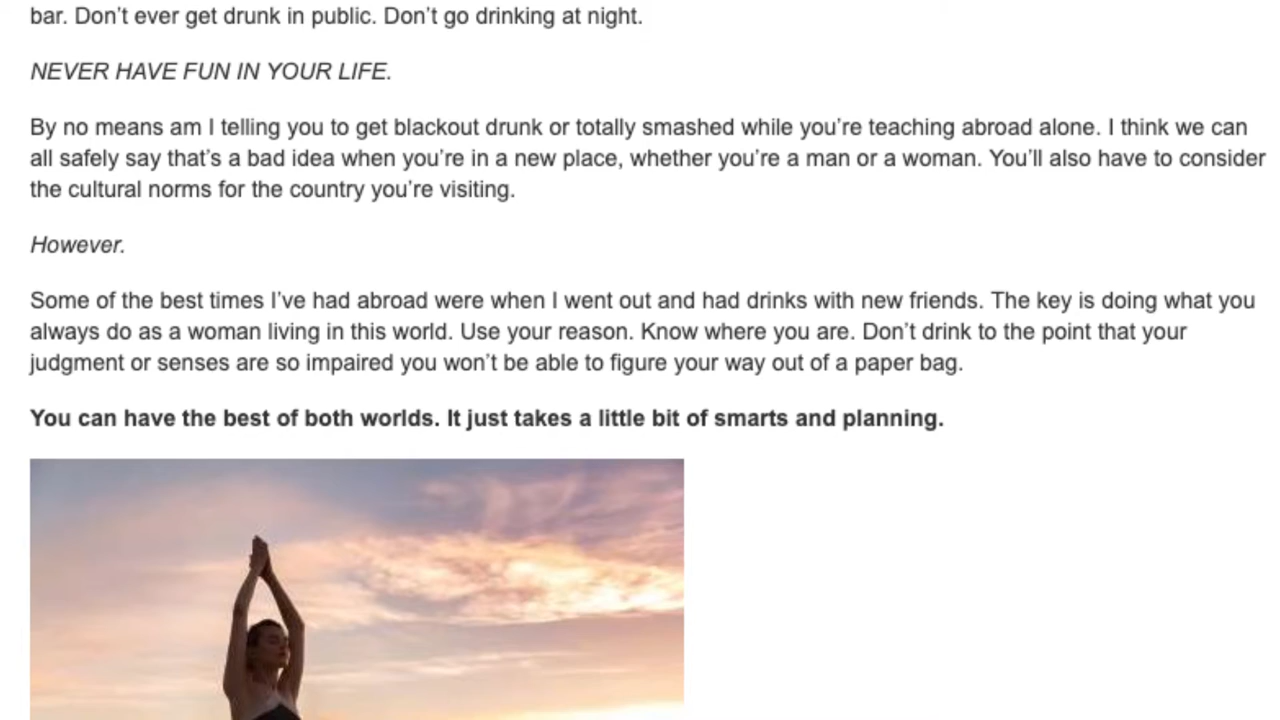 bar. Don’t ever get drunk in public. Don’t go drinking at night.
NEVER HAVE FUN IN YOUR LIFE.
By no means am I telling you to get blackout drunk or totally smashed while you’re teaching abroad alone. I think we can
all safely say that’s a bad idea when you’re in a new place, whether you’re a man or a woman. You’ll also have to consider
the cultural norms for the country you’re visiting.
However.
Some of the best times I’ve had abroad were when I went out and had drinks with new friends. The key is doing what you
always do as a woman living in this world. Use your reason. Know where you are. Don’t drink to the point that your
judgment or senses are so impaired you won’t be able to figure your way out of a paper bag.
You can have the best of both worlds. It just takes a little bit of smarts and planning.